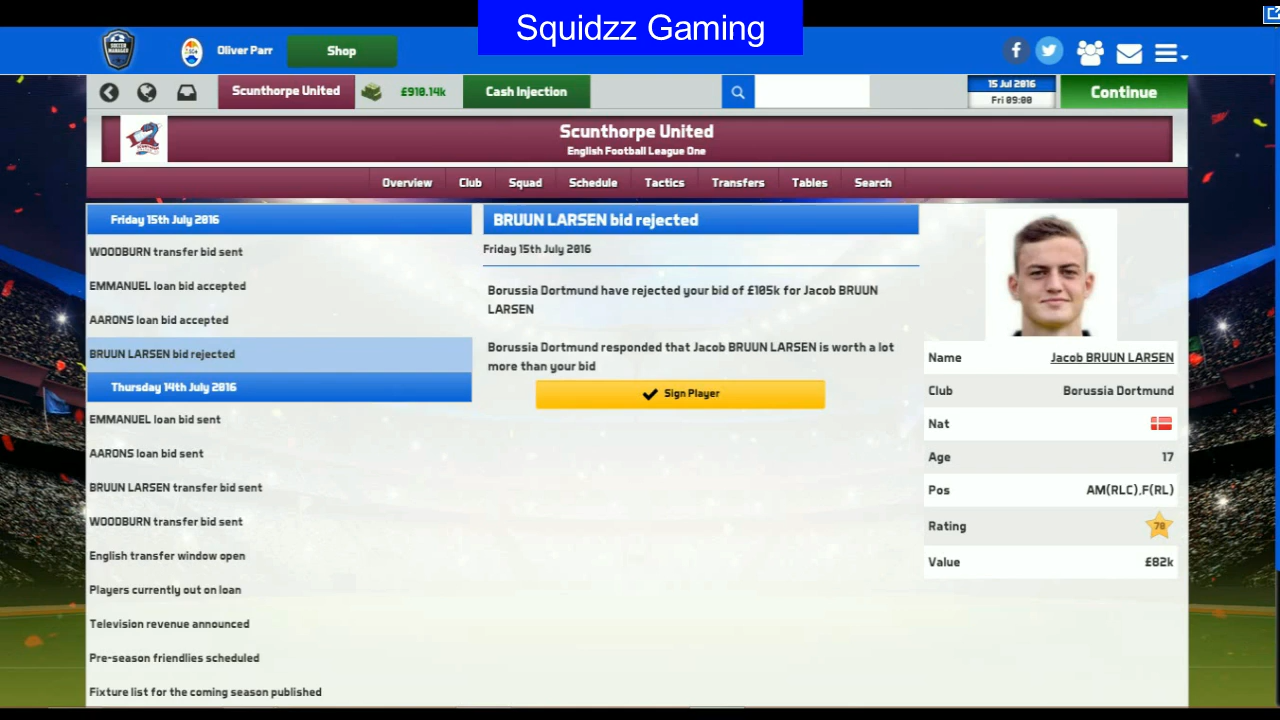 Squidzz Gaming
Oliver Parr
Shop
Scunthorpe United
£910.14k
Cash Injection
15 Jul 2016
Fri 09:00
Continue
Scunthorpe United
English Football League One
Overview
Club
Squad
Schedule
Tactics
Transfers
Tables
Search
Friday 15th July 2016
WOODBURN transfer bid sent
EMMANUEL loan bid accepted
AARONS loan bid accepted
BRUUN LARSEN bid rejected
Thursday 14th July 2016
EMMANUEL loan bid sent
AARONS loan bid sent
BRUUN LARSEN transfer bid sent
WOODBURN transfer bid sent
English transfer window open
Players currently out on loan
Television revenue announced
Pre-season friendlies scheduled
Fixture list for the coming season published
BRUUN LARSEN bid rejected
Friday 15th July 2016
Borussia Dortmund have rejected your bid of £105k for Jacob BRUUN
LARSEN
Borussia Dortmund responded that Jacob BRUUN LARSEN is worth a lot
more than your bid
Sign Player
Name Jacob BRUUN LARSEN
Club Borussia Dortmund
Nat
Age 17
Pos AM(RLC),F(RL)
Rating 70
Value £82k